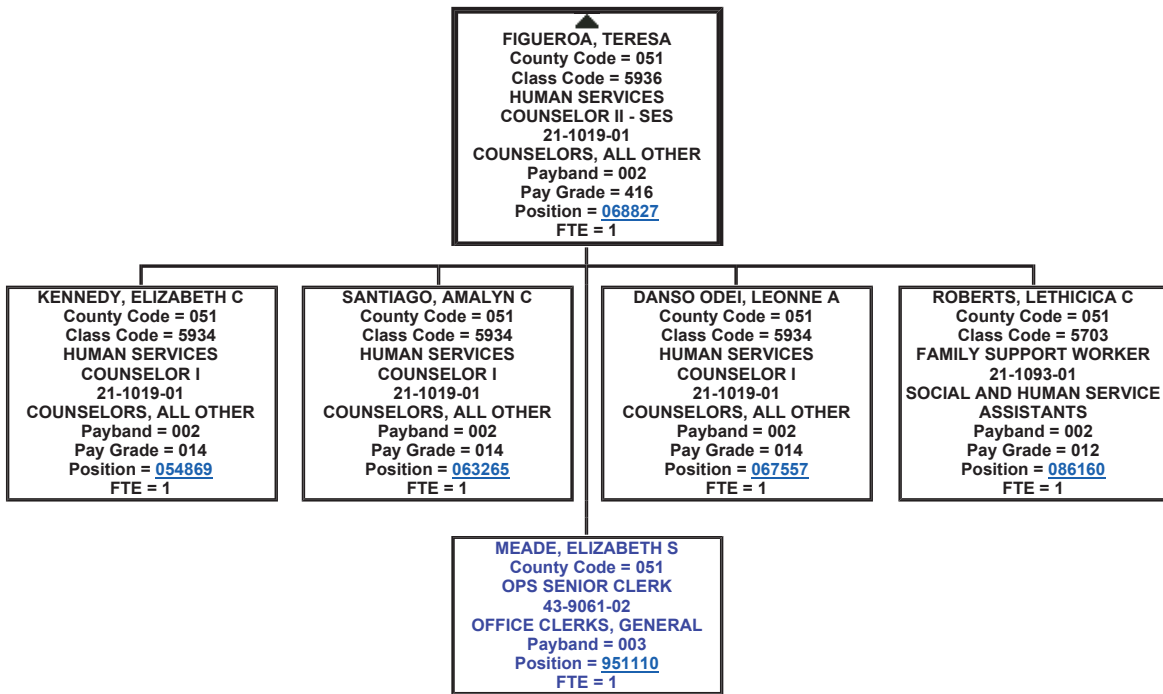 FIGUEROA, TERESA
County Code = 051
Class Code = 5936
HUMAN SERVICES
COUNSELOR II - SES
21-1019-01
COUNSELORS, ALL OTHER
Payband = 002
Pay Grade = 416
Position = 068827
FTE = 1
KENNEDY, ELIZABETH C
County Code = 051
Class Code = 5934
HUMAN SERVICES
COUNSELOR I
21-1019-01
COUNSELORS, ALL OTHER
Payband = 002
Pay Grade = 014
Position = 054869
FTE = 1
SANTIAGO, AMALYN C
County Code = 051
Class Code = 5934
HUMAN SERVICES
COUNSELOR I
21-1019-01
COUNSELORS, ALL OTHER
Payband = 002
Pay Grade = 014
Position = 063265
FTE = 1
DANSO ODEI, LEONNE A
County Code = 051
Class Code = 5934
HUMAN SERVICES
COUNSELOR I
21-1019-01
COUNSELORS, ALL OTHER
Payband = 002
Pay Grade = 014
Position = 067557
FTE = 1
ROBERTS, LETHICICA C
County Code = 051
Class Code = 5703
FAMILY SUPPORT WORKER
21-1093-01
SOCIAL AND HUMAN SERVICE
ASSISTANTS
Payband = 002
Pay Grade = 012
Position = 086160
FTE = 1
MEADE, ELIZABETH S
County Code = 051
OPS SENIOR CLERK
43-9061-02
OFFICE CLERKS, GENERAL
Payband = 003
Position = 951110
FTE = 1